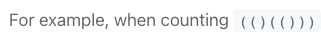 For example, when counting (()(()))